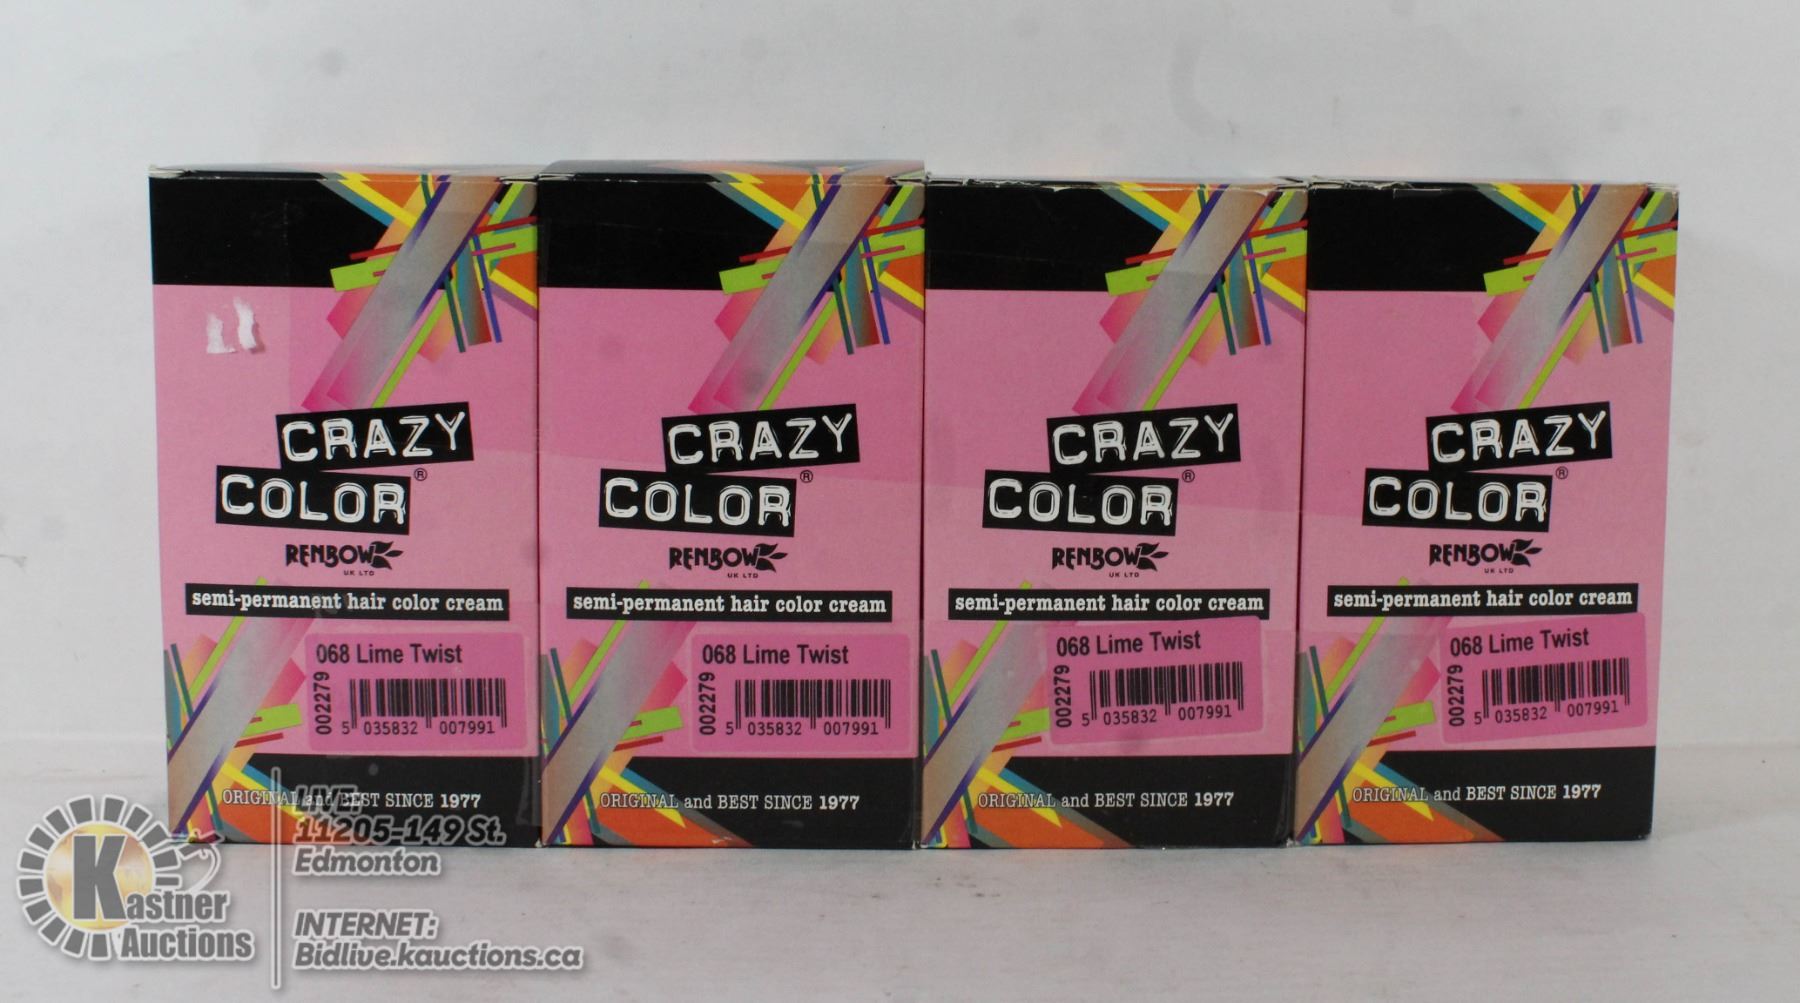 CRAZY
COLOR®
RENBOW
UK LTD
semi-permanent hair color cream
068 Lime Twist
002279
5 035832 007991
ORIGINAL and BEST SINCE 1977
CRAZY
COLOR®
RENBOW
UK LTD
semi-permanent hair color cream
068 Lime Twist
002279
5 035832 007991
ORIGINAL and BEST SINCE 1977
CRAZY
COLOR®
RENBOW
UK LTD
semi-permanent hair color cream
068 Lime Twist
002279
5 035832 007991
ORIGINAL and BEST SINCE 1977
CRAZY
COLOR®
RENBOW
UK LTD
semi-permanent hair color cream
068 Lime Twist
002279
5 035832 007991
ORIGINAL and BEST SINCE 1977
Kastner
Auctions
LIVE:
11205-149 St.
Edmonton
INTERNET:
Bidlive.kauctions.ca